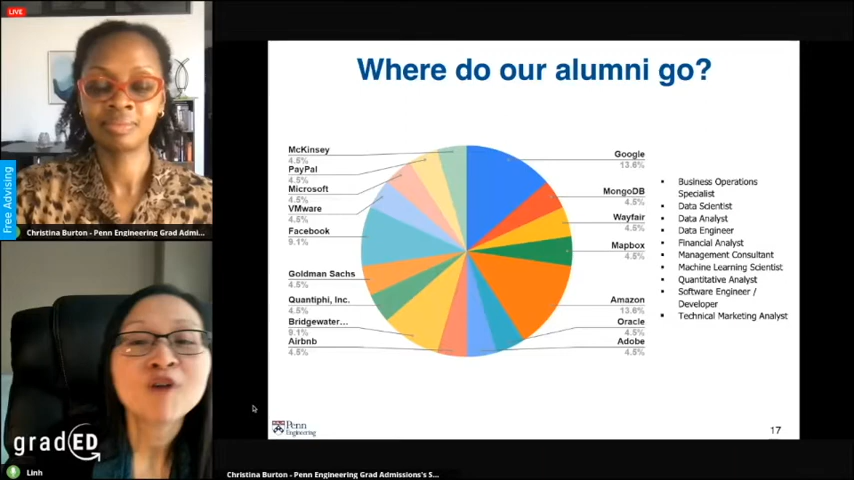 LIVE
Free Advising
Christina Burton - Penn Engineering Grad Admi...
gradED
Linh
Where do our alumni go?
McKinsey
4.5%
PayPal
4.5%
Microsoft
4.5%
VMware
4.5%
Facebook
9.1%
Goldman Sachs
4.5%
Quantiphi, Inc.
4.5%
Bridgewater...
9.1%
Airbnb
4.5%
Google
13.6%
MongoDB
4.5%
Wayfair
4.5%
Mapbox
4.5%
Amazon
13.6%
Oracle
4.5%
Adobe
4.5%
Business Operations
Specialist
Data Scientist
Data Analyst
Data Engineer
Financial Analyst
Management Consultant
Machine Learning Scientist
Quantitative Analyst
Software Engineer /
Developer
Technical Marketing Analyst
Penn
Engineering
17
Christina Burton - Penn Engineering Grad Admissions's S...